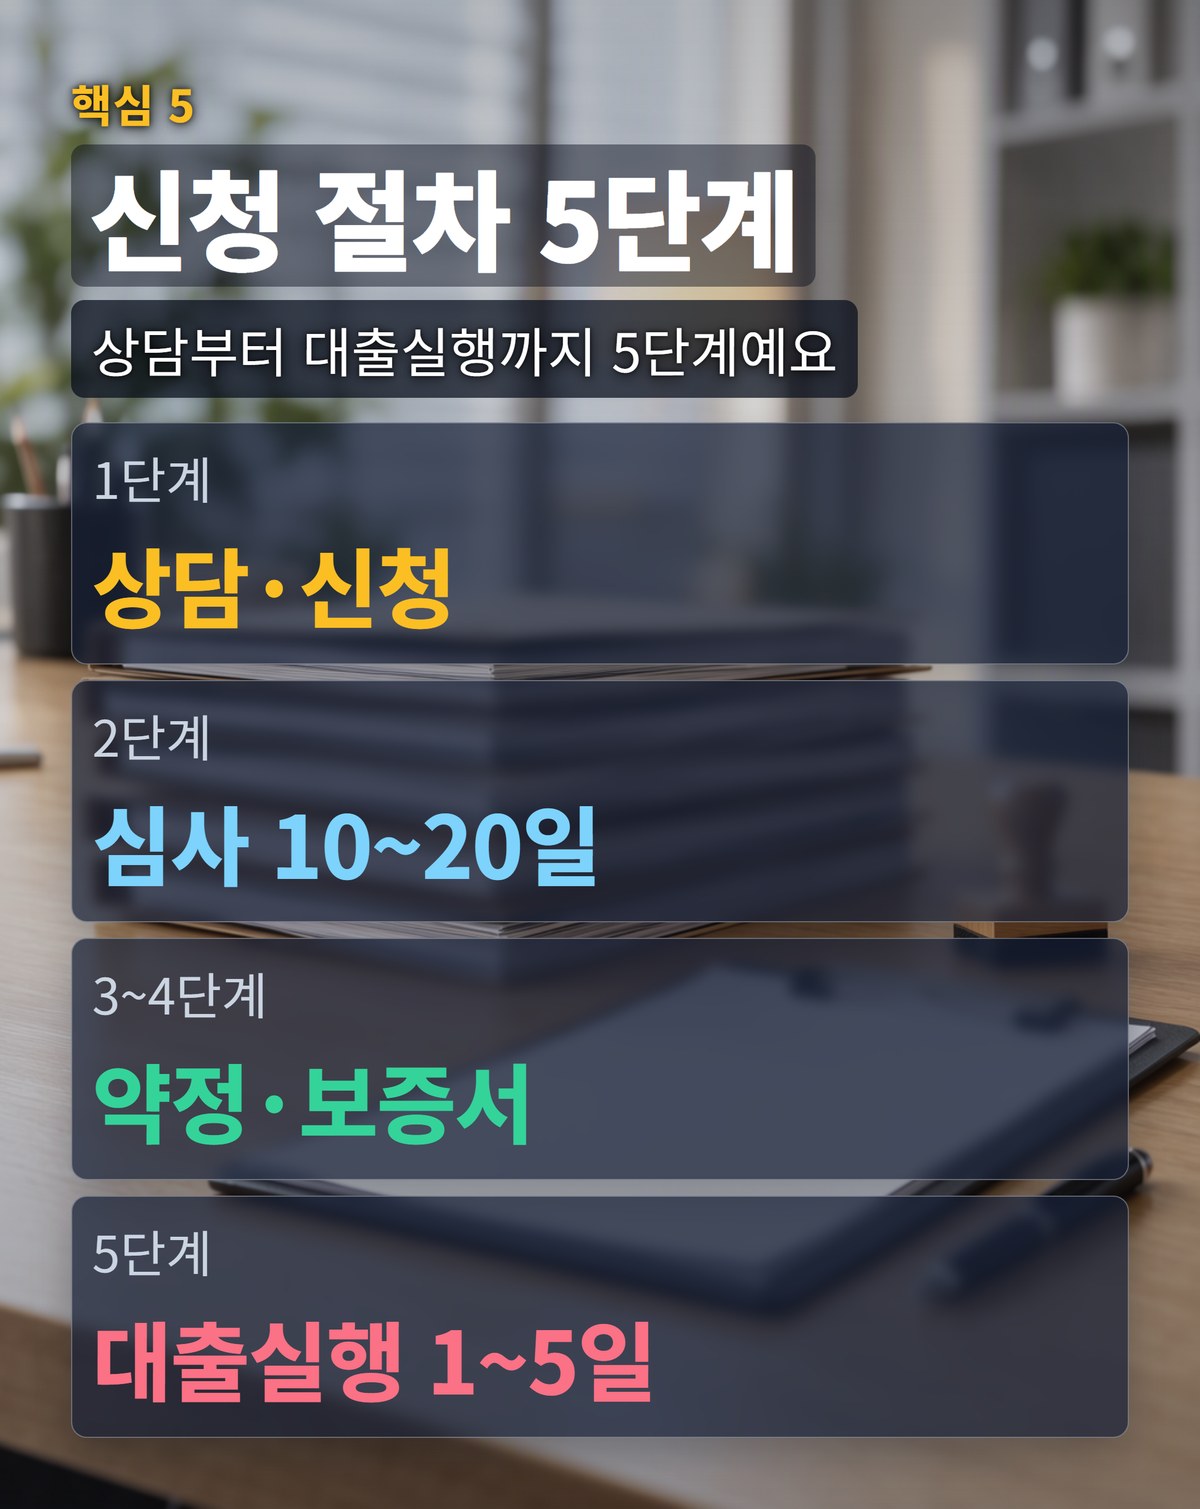 핵심 5
신청 절차 5단계
상담부터 대출실행까지 5단계예요
1단계
상담·신청
2단계
심사 10~20일
3~4단계
약정·보증서
5단계
대출실행 1~5일